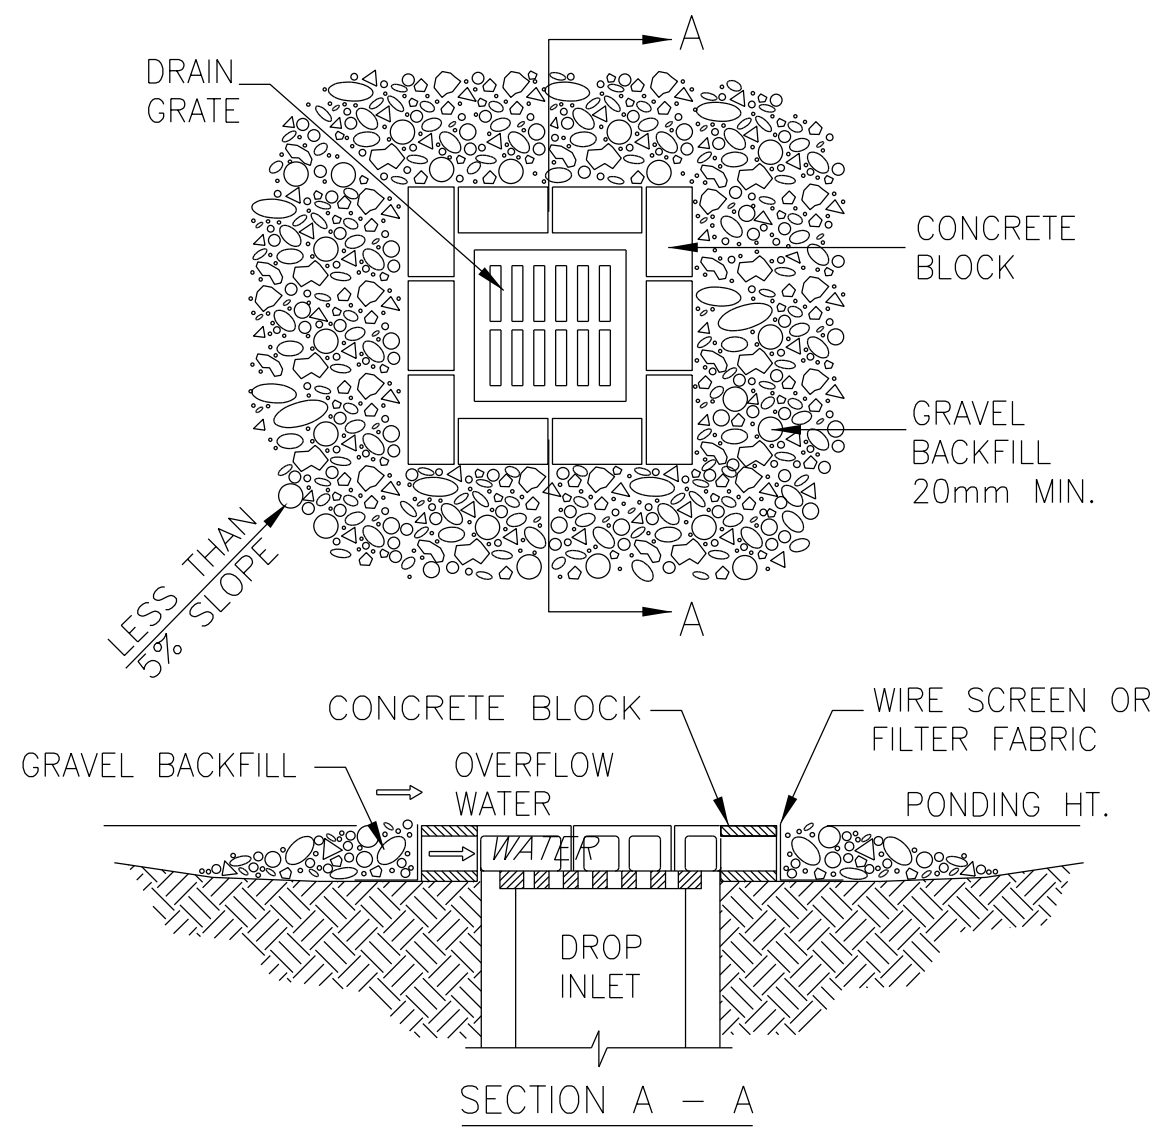 A
DRAIN
GRATE
CONCRETE
BLOCK
GRAVEL
BACKFILL
20mm MIN.
LESS THAN
5% SLOPE
A
CONCRETE BLOCK
WIRE SCREEN OR
FILTER FABRIC
GRAVEL BACKFILL
OVERFLOW
WATER
PONDING HT.
WATER
DROP
INLET
SECTION A - A